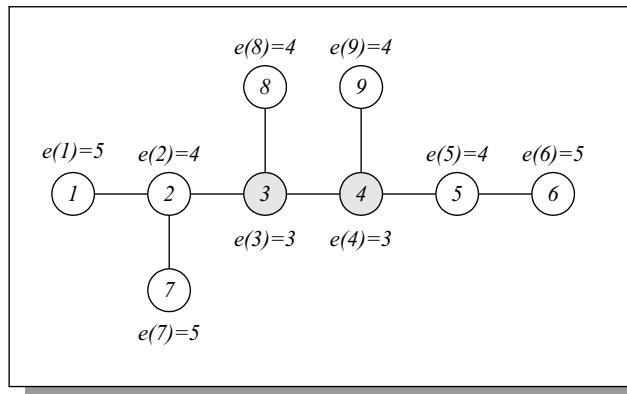 e(8)=4 e(9)=4
8 9
e(1)=5 e(2)=4 e(5)=4 e(6)=5
1 2 3 4 5 6
e(3)=3 e(4)=3
7
e(7)=5